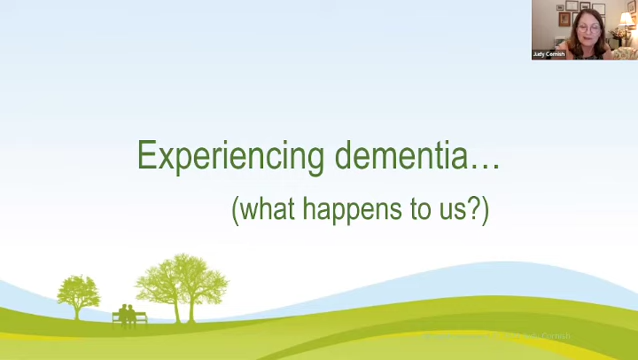 Judy Cornish
Experiencing dementia…
(what happens to us?)